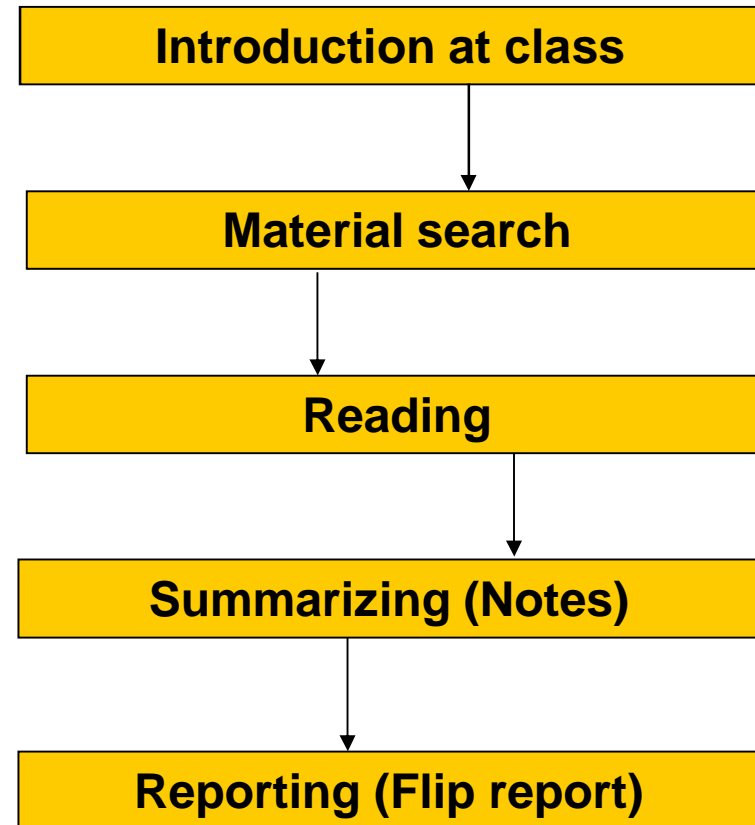 Introduction at class
Material search
Reading
Summarizing (Notes)
Reporting (Flip report)